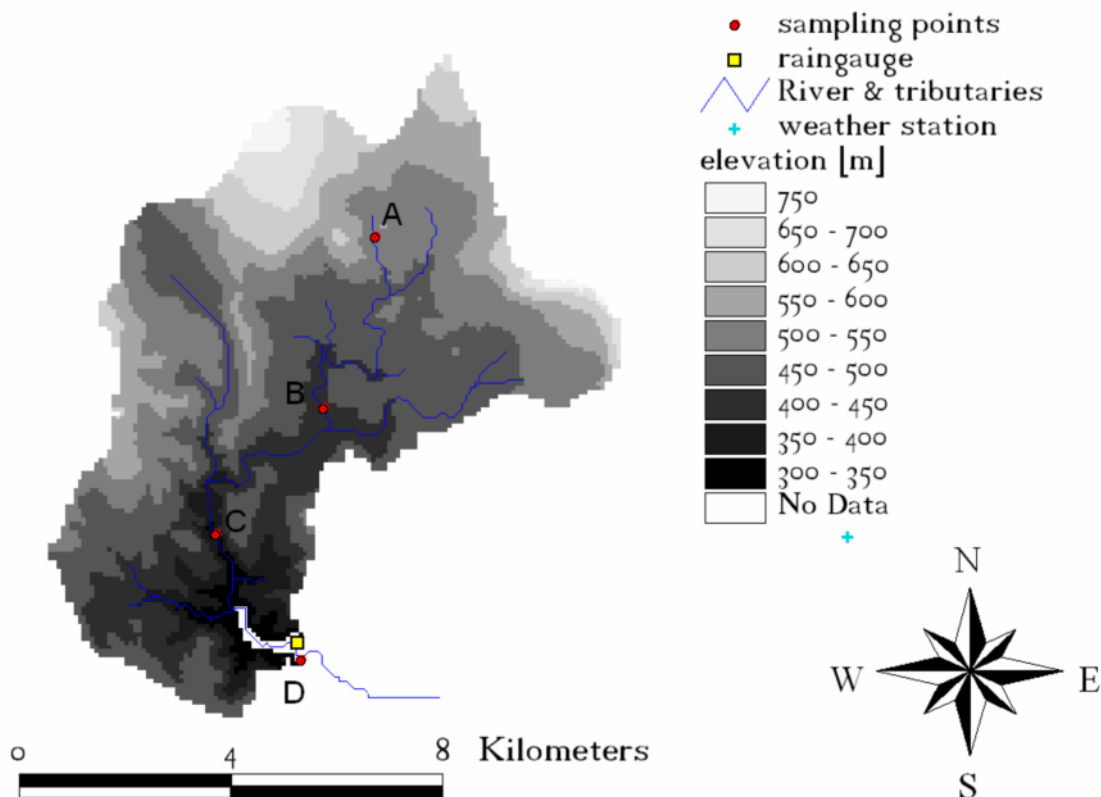 sampling points
raingauge
River & tributaries
weather station
elevation [m]
750
650 - 700
600 - 650
550 - 600
500 - 550
450 - 500
400 - 450
350 - 400
300 - 350
No Data
A
B
C
D
N
W E
S
0 4 8 Kilometers